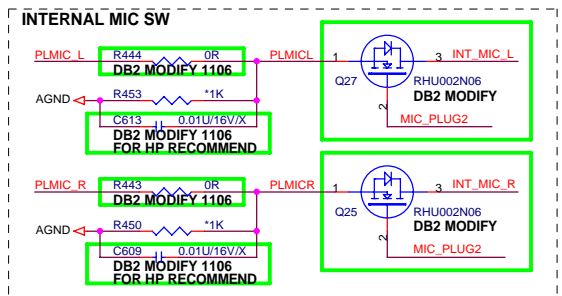 INTERNAL MIC SW
PLMIC_L R444 0R PLMICL 1 3 INT_MIC_L
DB2 MODIFY 1106
AGND R453 *1K Q27 2 RHU002N06
DB2 MODIFY
C613 0.01U/16V/X MIC_PLUG2
DB2 MODIFY 1106
FOR HP RECOMMEND
PLMIC_R R443 0R PLMICR 1 3 INT_MIC_R
DB2 MODIFY 1106
AGND R450 *1K Q25 2 RHU002N06
DB2 MODIFY
C609 0.01U/16V/X MIC_PLUG2
DB2 MODIFY 1106
FOR HP RECOMMEND